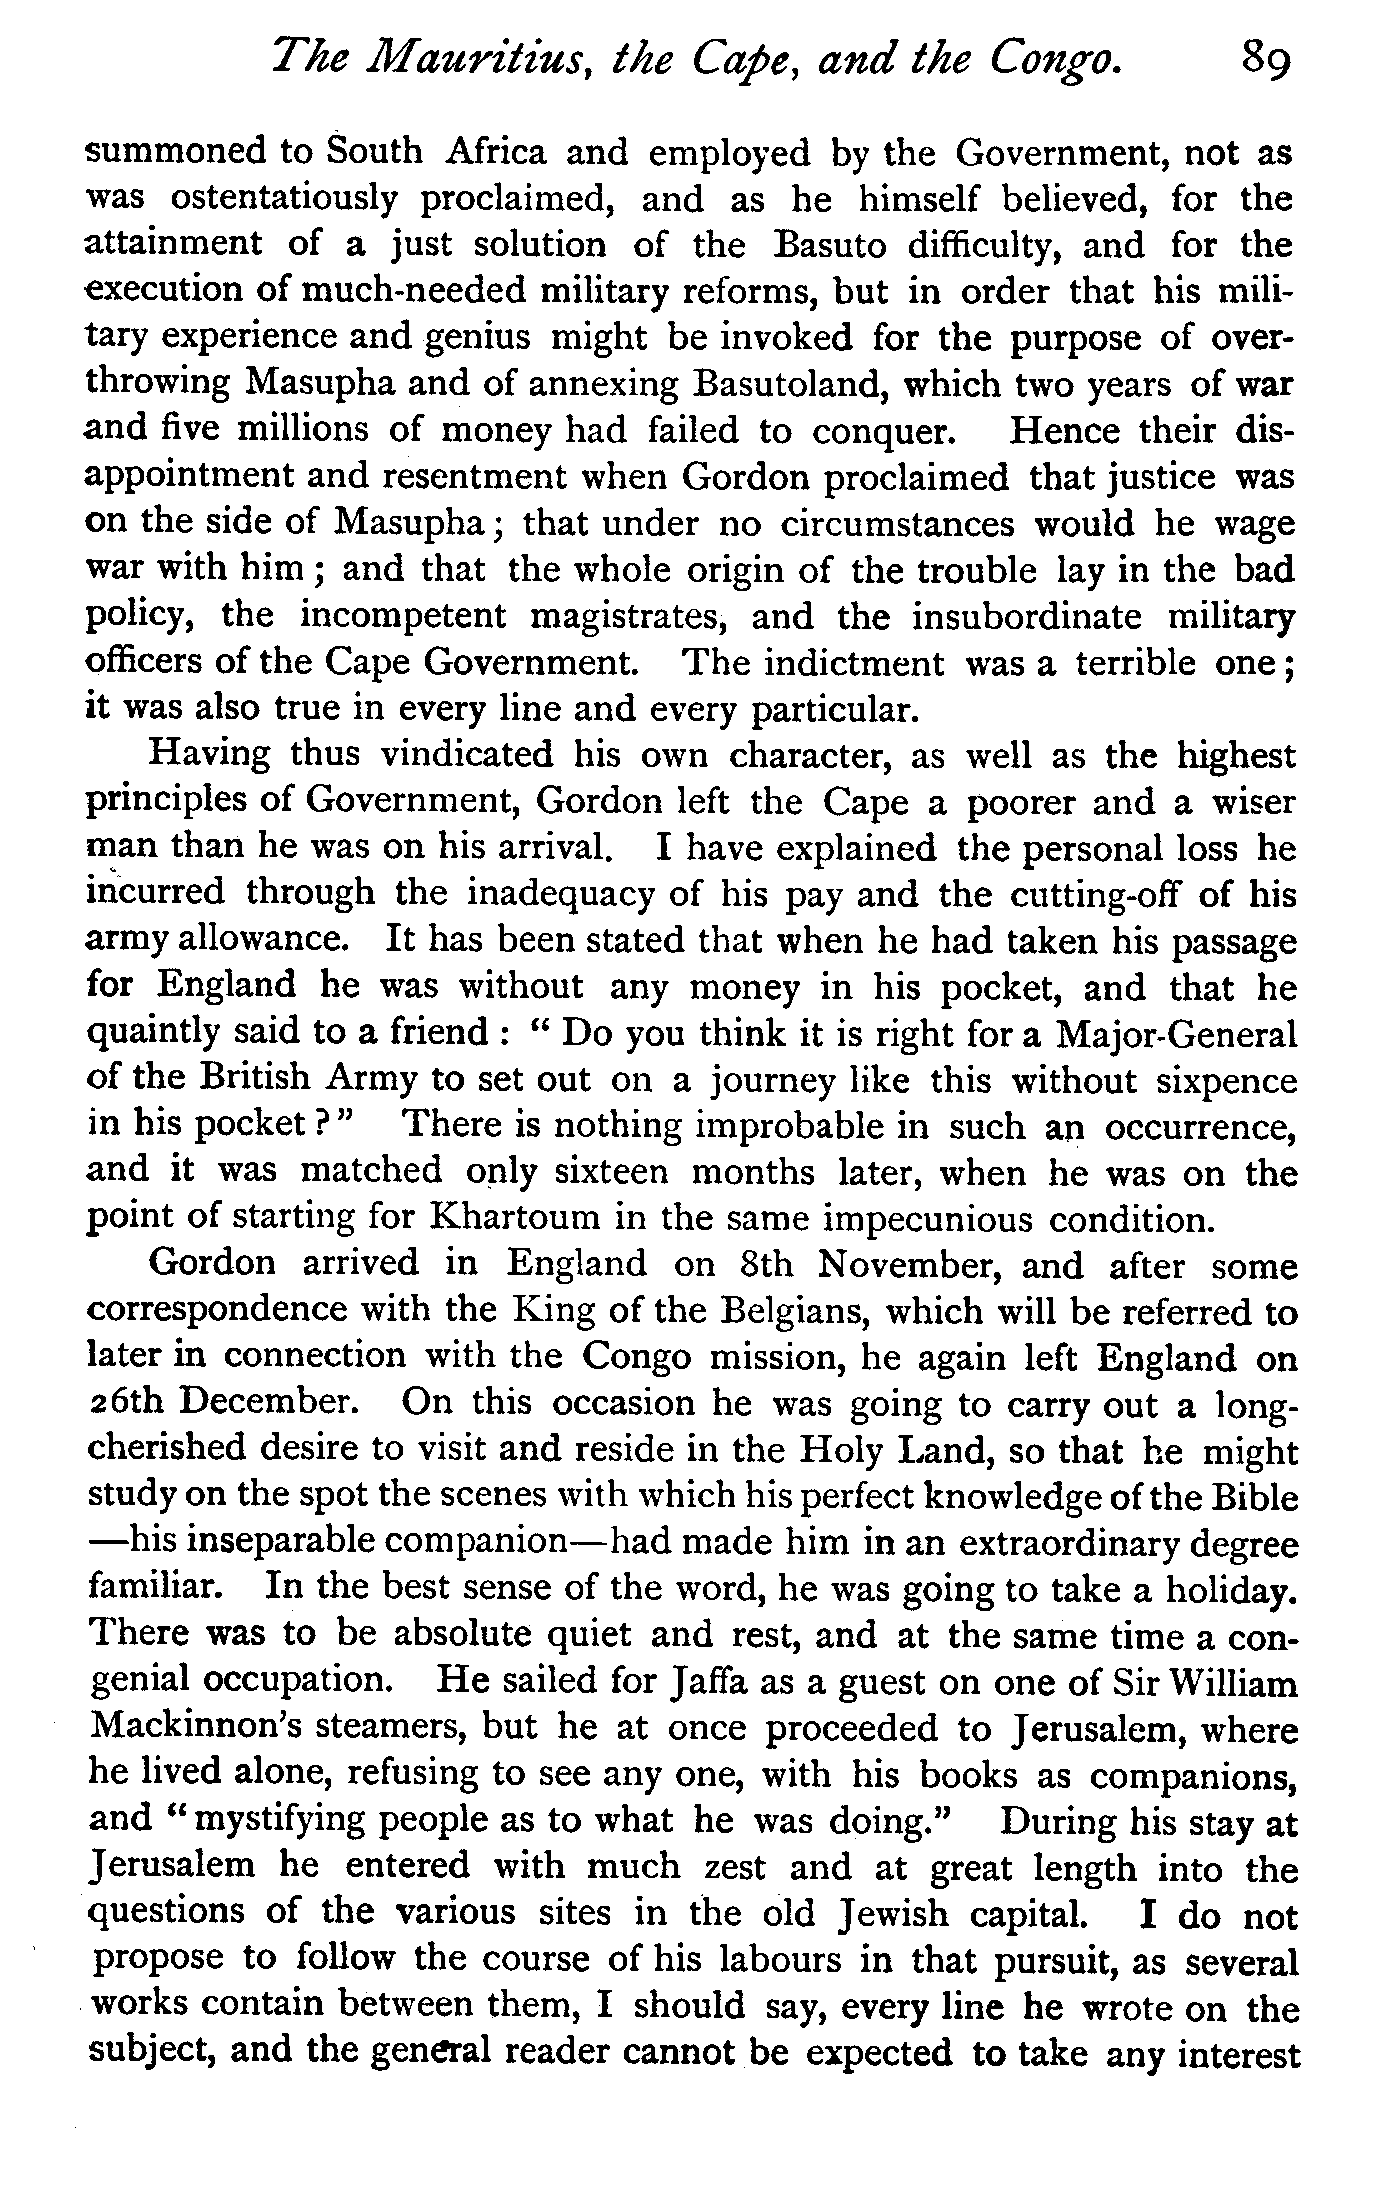 The Mauritius, the Cape, and the Congo. 89
summoned to South Africa and employed by the Government, not as
was ostentatiously proclaimed, and as he himself believed, for the
attainment of a just solution of the Basuto difficulty, and for the
execution of much-needed military reforms, but in order that his mili-
tary experience and genius might be invoked for the purpose of over-
throwing Masupha and of annexing Basutoland, which two years of war
and five millions of money had failed to conquer. Hence their dis-
appointment and resentment when Gordon proclaimed that justice was
on the side of Masupha; that under no circumstances would he wage
war with him; and that the whole origin of the trouble lay in the bad
policy, the incompetent magistrates, and the insubordinate military
officers of the Cape Government. The indictment was a terrible one;
it was also true in every line and every particular.
Having thus vindicated his own character, as well as the highest
principles of Government, Gordon left the Cape a poorer and a wiser
man than he was on his arrival. I have explained the personal loss he
incurred through the inadequacy of his pay and the cutting-off of his
army allowance. It has been stated that when he had taken his passage
for England he was without any money in his pocket, and that he
quaintly said to a friend : " Do you think it is right for a Major-General
of the British Army to set out on a journey like this without sixpence
in his pocket?" There is nothing improbable in such an occurrence,
and it was matched only sixteen months later, when he was on the
point of starting for Khartoum in the same impecunious condition.
Gordon arrived in England on 8th November, and after some
correspondence with the King of the Belgians, which will be referred to
later in connection with the Congo mission, he again left England on
26th December. On this occasion he was going to carry out a long-
cherished desire to visit and reside in the Holy Land, so that he might
study on the spot the scenes with which his perfect knowledge of the Bible
—his inseparable companion—had made him in an extraordinary degree
familiar. In the best sense of the word, he was going to take a holiday.
There was to be absolute quiet and rest, and at the same time a con-
genial occupation. He sailed for Jaffa as a guest on one of Sir William
Mackinnon's steamers, but he at once proceeded to Jerusalem, where
he lived alone, refusing to see any one, with his books as companions,
and "mystifying people as to what he was doing." During his stay at
Jerusalem he entered with much zest and at great length into the
questions of the various sites in the old Jewish capital. I do not
propose to follow the course of his labours in that pursuit, as several
works contain between them, I should say, every line he wrote on the
subject, and the general reader cannot be expected to take any interest